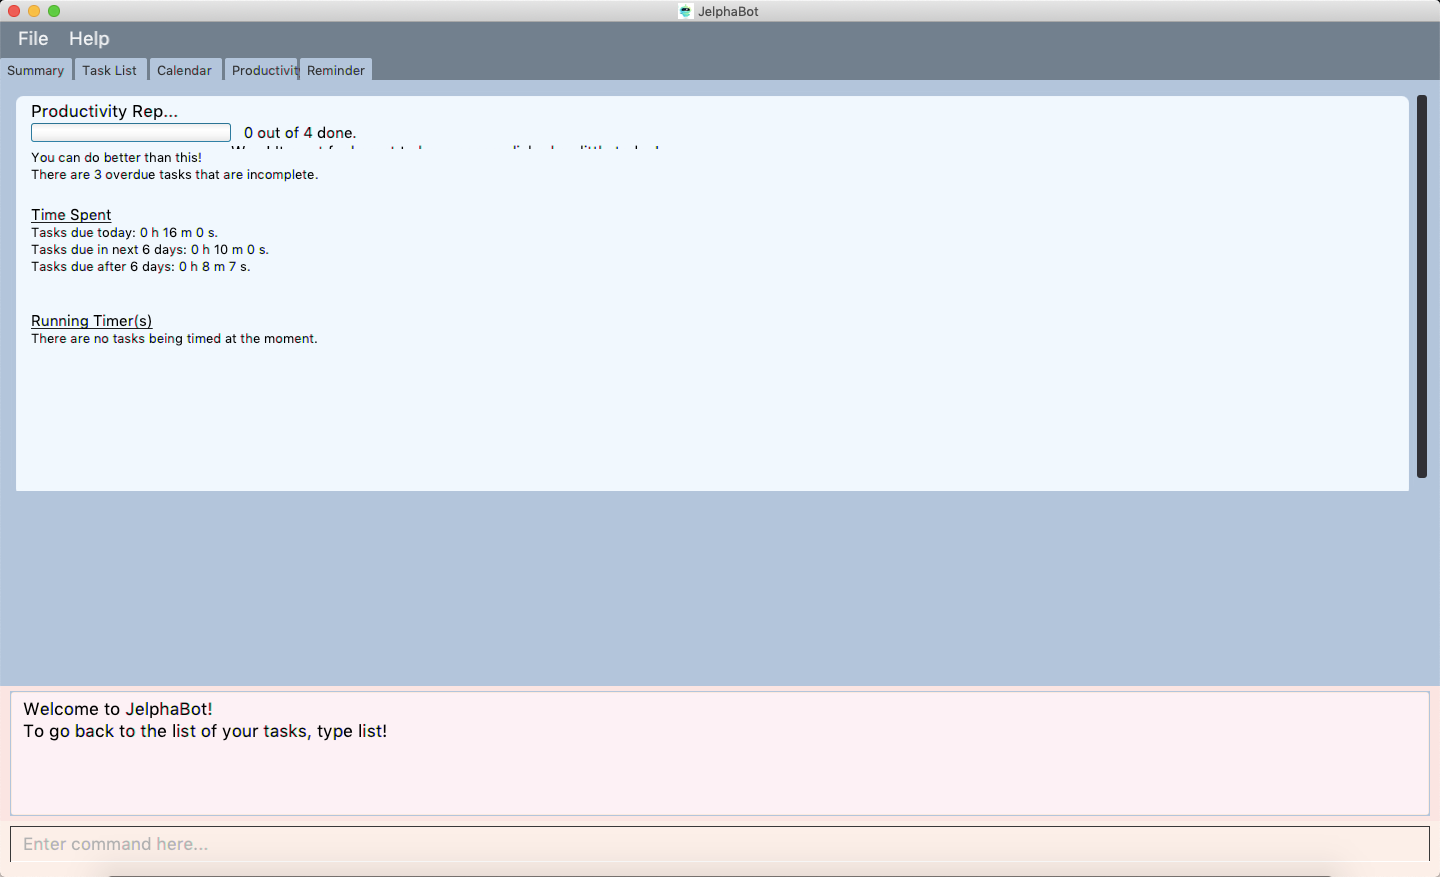 JelphaBot
File Help
Summary Task List Calendar Productivit Reminder
Productivity Rep...
0 out of 4 done.
You can do better than this!
There are 3 overdue tasks that are incomplete.
Time Spent
Tasks due today: 0 h 16 m 0 s.
Tasks due in next 6 days: 0 h 10 m 0 s.
Tasks due after 6 days: 0 h 8 m 7 s.
Running Timer(s)
There are no tasks being timed at the moment.
Welcome to JelphaBot!
To go back to the list of your tasks, type list!
Enter command here...